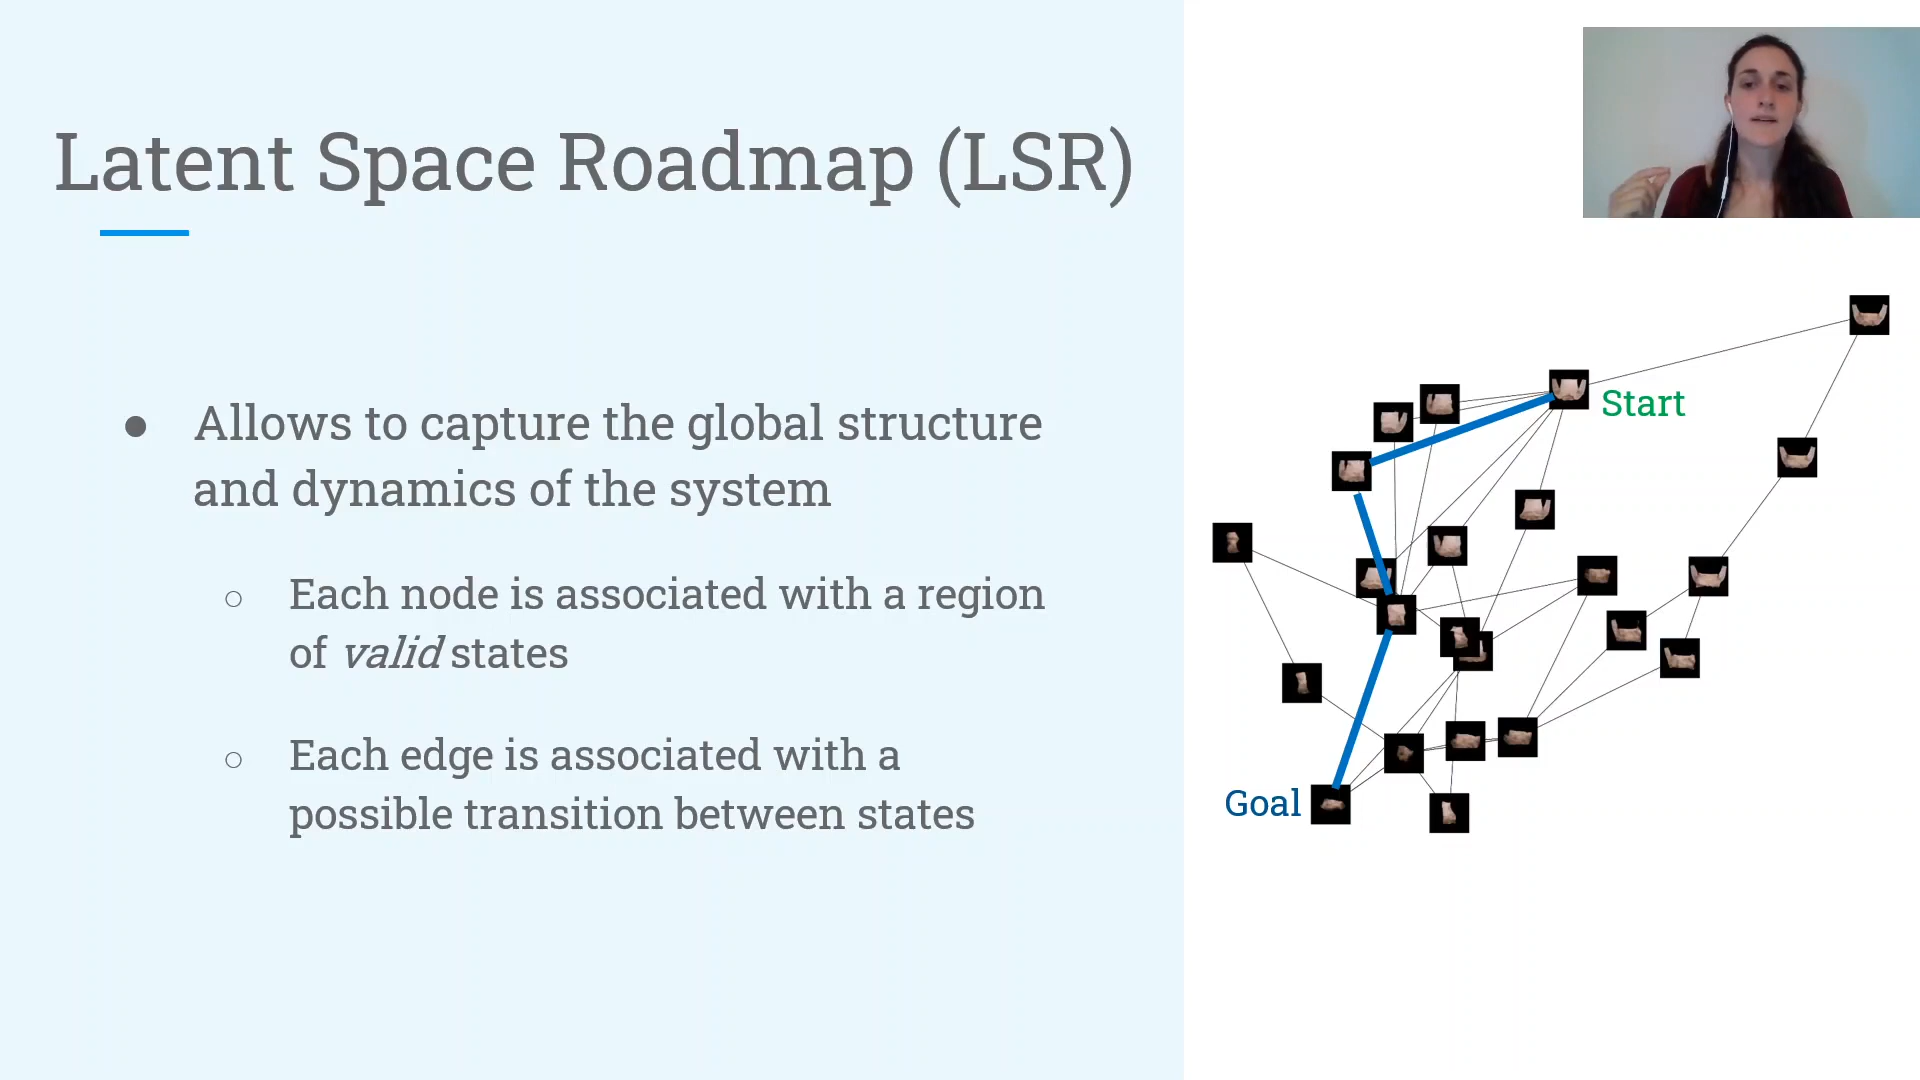 Latent Space Roadmap (LSR)
● Allows to capture the global structure
and dynamics of the system
○ Each node is associated with a region
of valid states
○ Each edge is associated with a
possible transition between states
Start
Goal